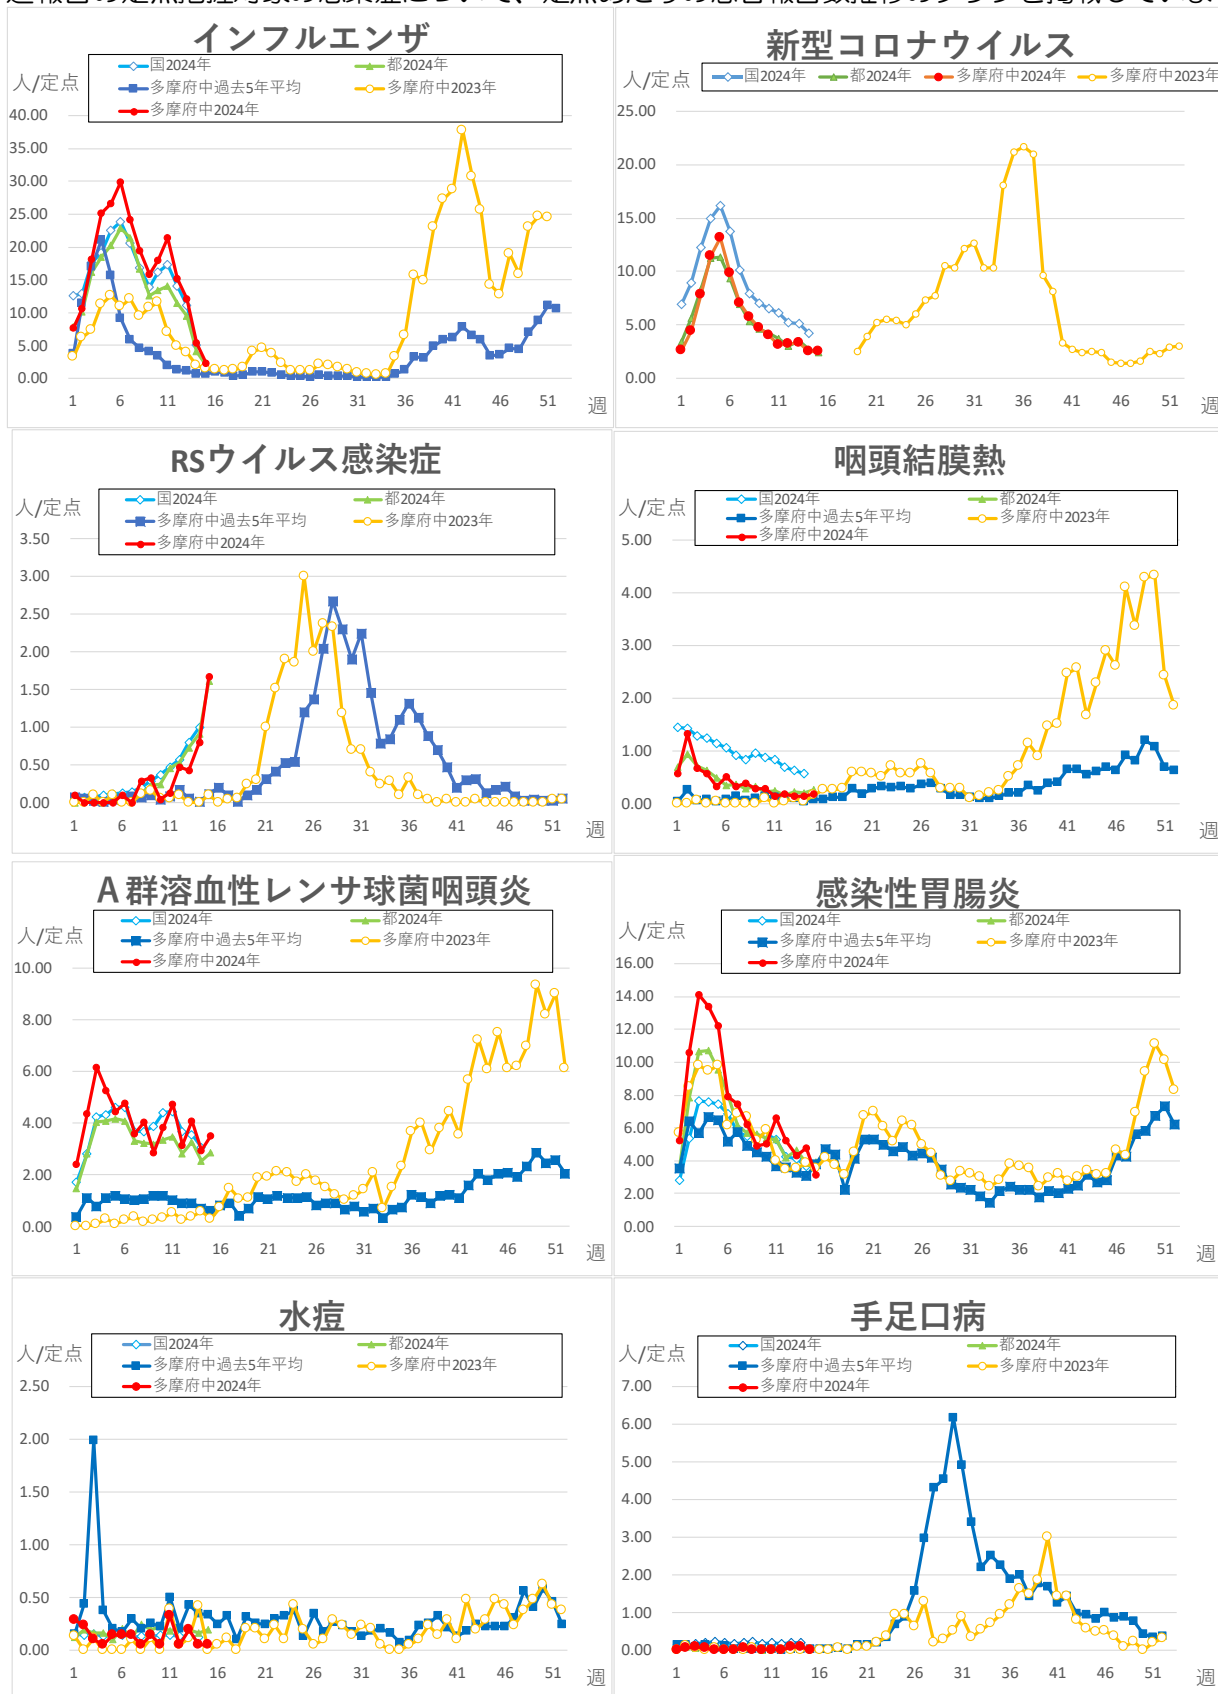 インフルエンザ
国2024年 都2024年
多摩府中過去5年平均 多摩府中2023年
多摩府中2024年
人/定点
40.00
35.00
30.00
25.00
20.00
15.00
10.00
5.00
0.00
1 6 11 16 21 26 31 36 41 46 51 週
新型コロナウイルス
国2024年 都2024年 多摩府中2024年 多摩府中2023年
人/定点
25.00
20.00
15.00
10.00
5.00
0.00
1 6 11 16 21 26 31 36 41 46 51 週
RSウイルス感染症
国2024年 都2024年
多摩府中過去5年平均 多摩府中2023年
多摩府中2024年
人/定点
3.50
3.00
2.50
2.00
1.50
1.00
0.50
0.00
1 6 11 16 21 26 31 36 41 46 51 週
咽頭結膜熱
国2024年 都2024年
多摩府中過去5年平均 多摩府中2023年
多摩府中2024年
人/定点
5.00
4.00
3.00
2.00
1.00
0.00
1 6 11 16 21 26 31 36 41 46 51 週
A群溶血性レンサ球菌咽頭炎
国2024年 都2024年
多摩府中過去5年平均 多摩府中2023年
多摩府中2024年
人/定点
10.00
8.00
6.00
4.00
2.00
0.00
1 6 11 16 21 26 31 36 41 46 51 週
感染性胃腸炎
国2024年 都2024年
多摩府中過去5年平均 多摩府中2023年
多摩府中2024年
人/定点
16.00
14.00
12.00
10.00
8.00
6.00
4.00
2.00
0.00
1 6 11 16 21 26 31 36 41 46 51 週
水痘
国2024年 都2024年
多摩府中過去5年平均 多摩府中2023年
多摩府中2024年
人/定点
2.50
2.00
1.50
1.00
0.50
0.00
1 6 11 16 21 26 31 36 41 46 51 週
手足口病
国2024年 都2024年
多摩府中過去5年平均 多摩府中2023年
多摩府中2024年
人/定点
7.00
6.00
5.00
4.00
3.00
2.00
1.00
0.00
1 6 11 16 21 26 31 36 41 46 51 週